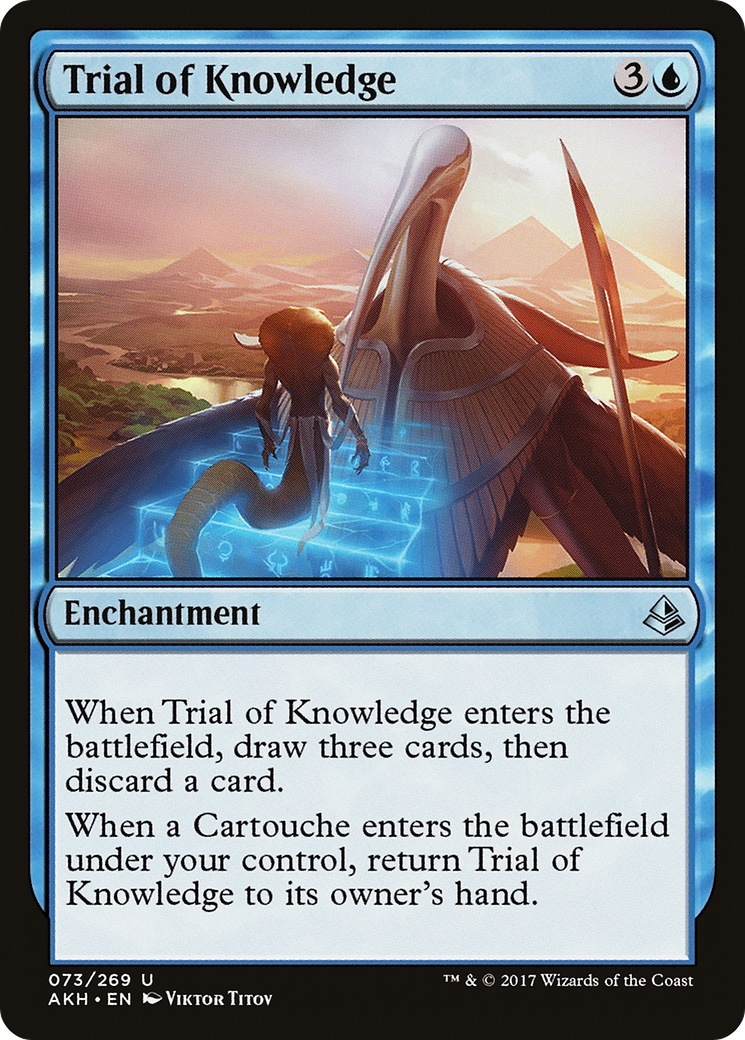 Trial of Knowledge 3
Enchantment
When Trial of Knowledge enters the
battlefield, draw three cards, then
discard a card.
When a Cartouche enters the battlefield
under your control, return Trial of
Knowledge to its owner's hand.
073/269 U
AKH • EN Viktor Titov
™ & © 2017 Wizards of the Coast